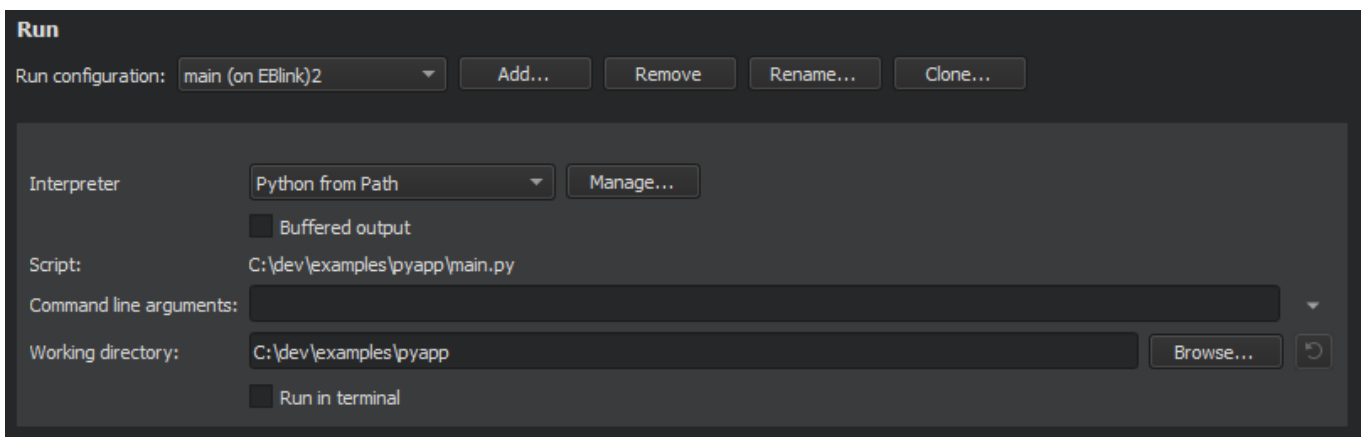 Run
Run configuration: main (on EBlink)2 Add... Remove Rename... Clone...
Interpreter Python from Path Manage...
Buffered output
Script: C:\dev\examples\pyapp\main.py
Command line arguments:
Working directory: C:\dev\examples\pyapp Browse...
Run in terminal